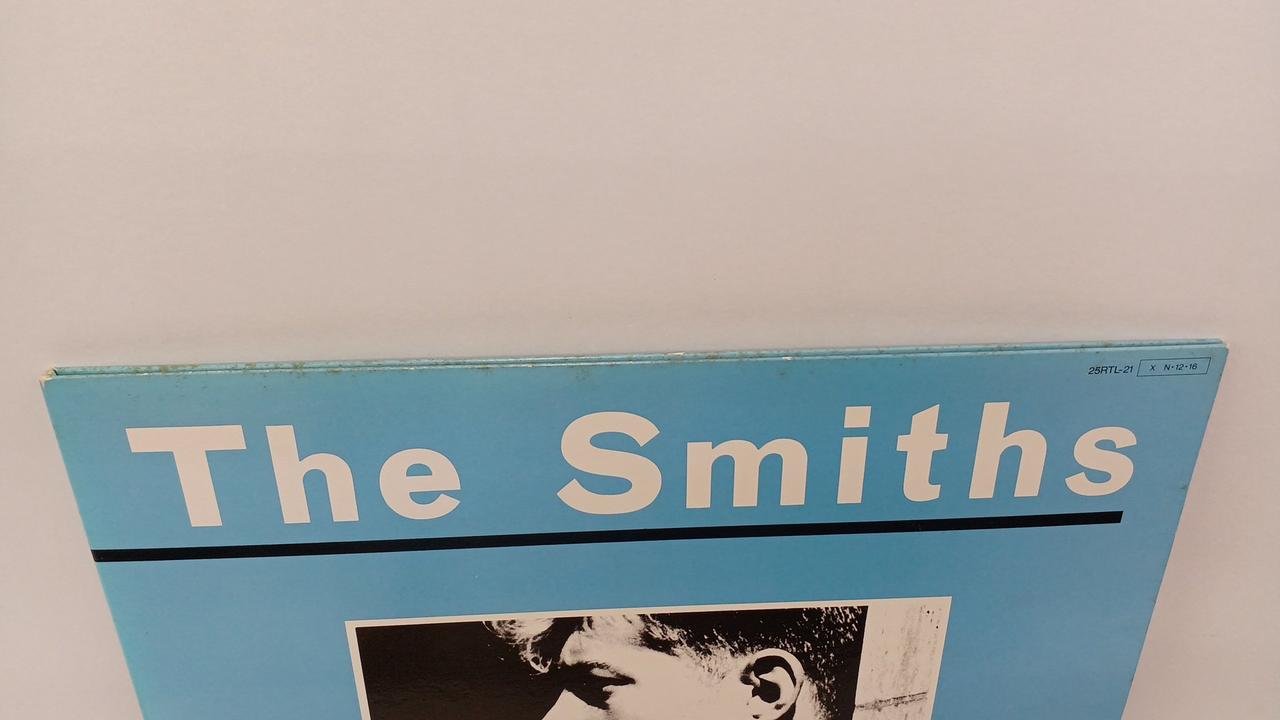 25RTL-21 X N・12・16
The Smiths